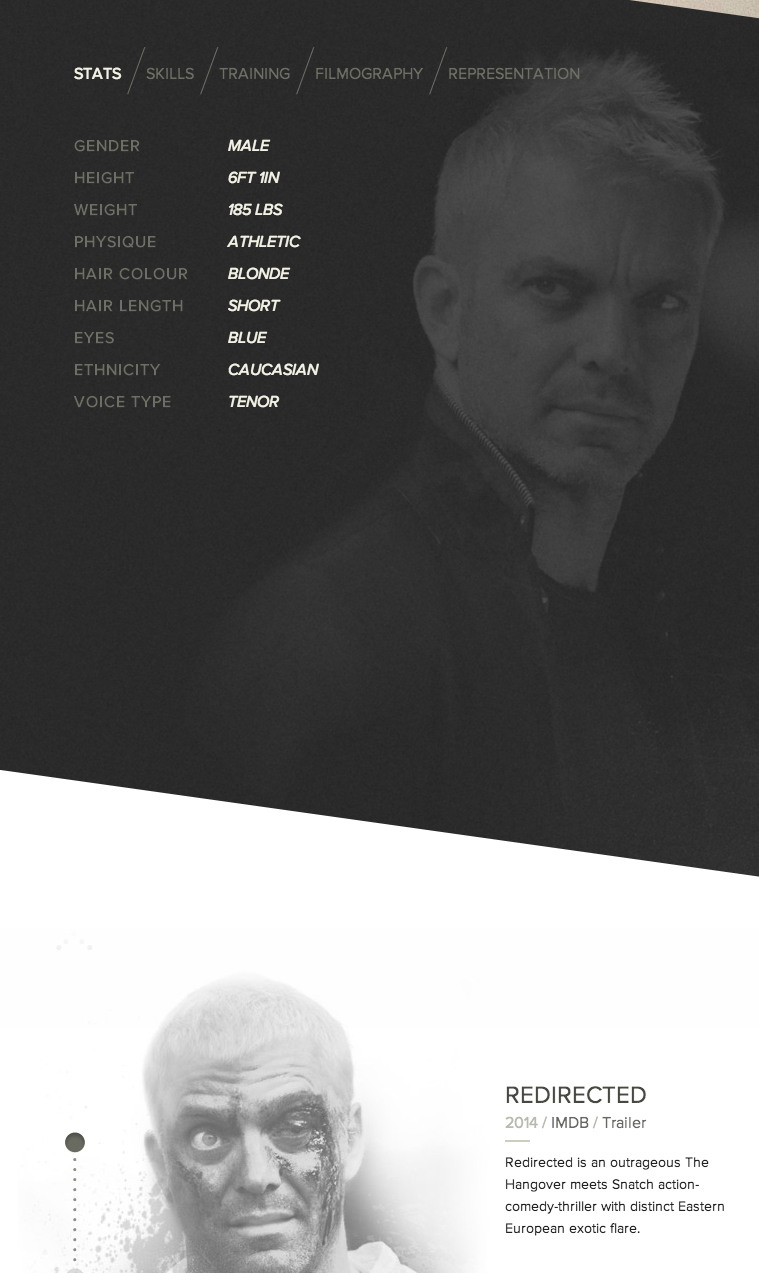 STATS / SKILLS / TRAINING / FILMOGRAPHY / REPRESENTATION
GENDER MALE
HEIGHT 6FT 1IN
WEIGHT 185 LBS
PHYSIQUE ATHLETIC
HAIR COLOUR BLONDE
HAIR LENGTH SHORT
EYES BLUE
ETHNICITY CAUCASIAN
VOICE TYPE TENOR
REDIRECTED
2014 / IMDB / Trailer
Redirected is an outrageous The
Hangover meets Snatch action-
comedy-thriller with distinct Eastern
European exotic flare.